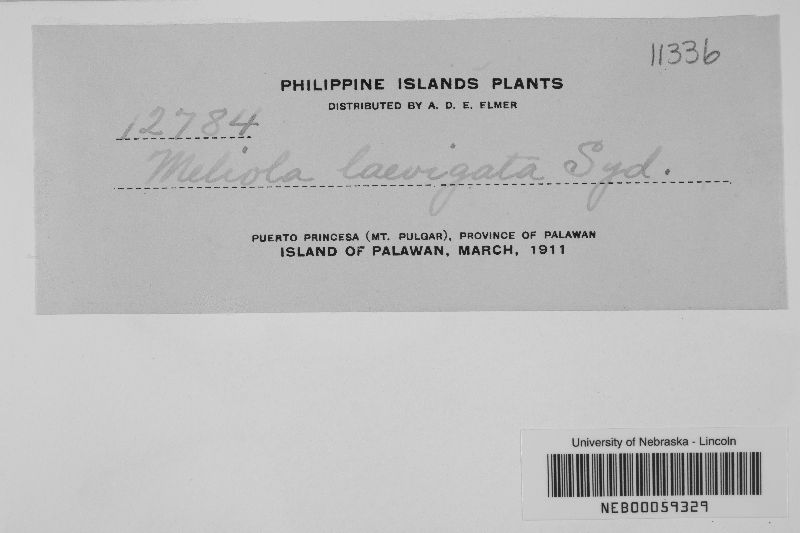 11336
PHILIPPINE ISLANDS PLANTS
DISTRIBUTED BY A. D. E. ELMER
12784
Meliola laevigata Syd.
PUERTO PRINCESA (MT. PULGAR), PROVINCE OF PALAWAN
ISLAND OF PALAWAN, MARCH, 1911
University of Nebraska - Lincoln
NEB00059329